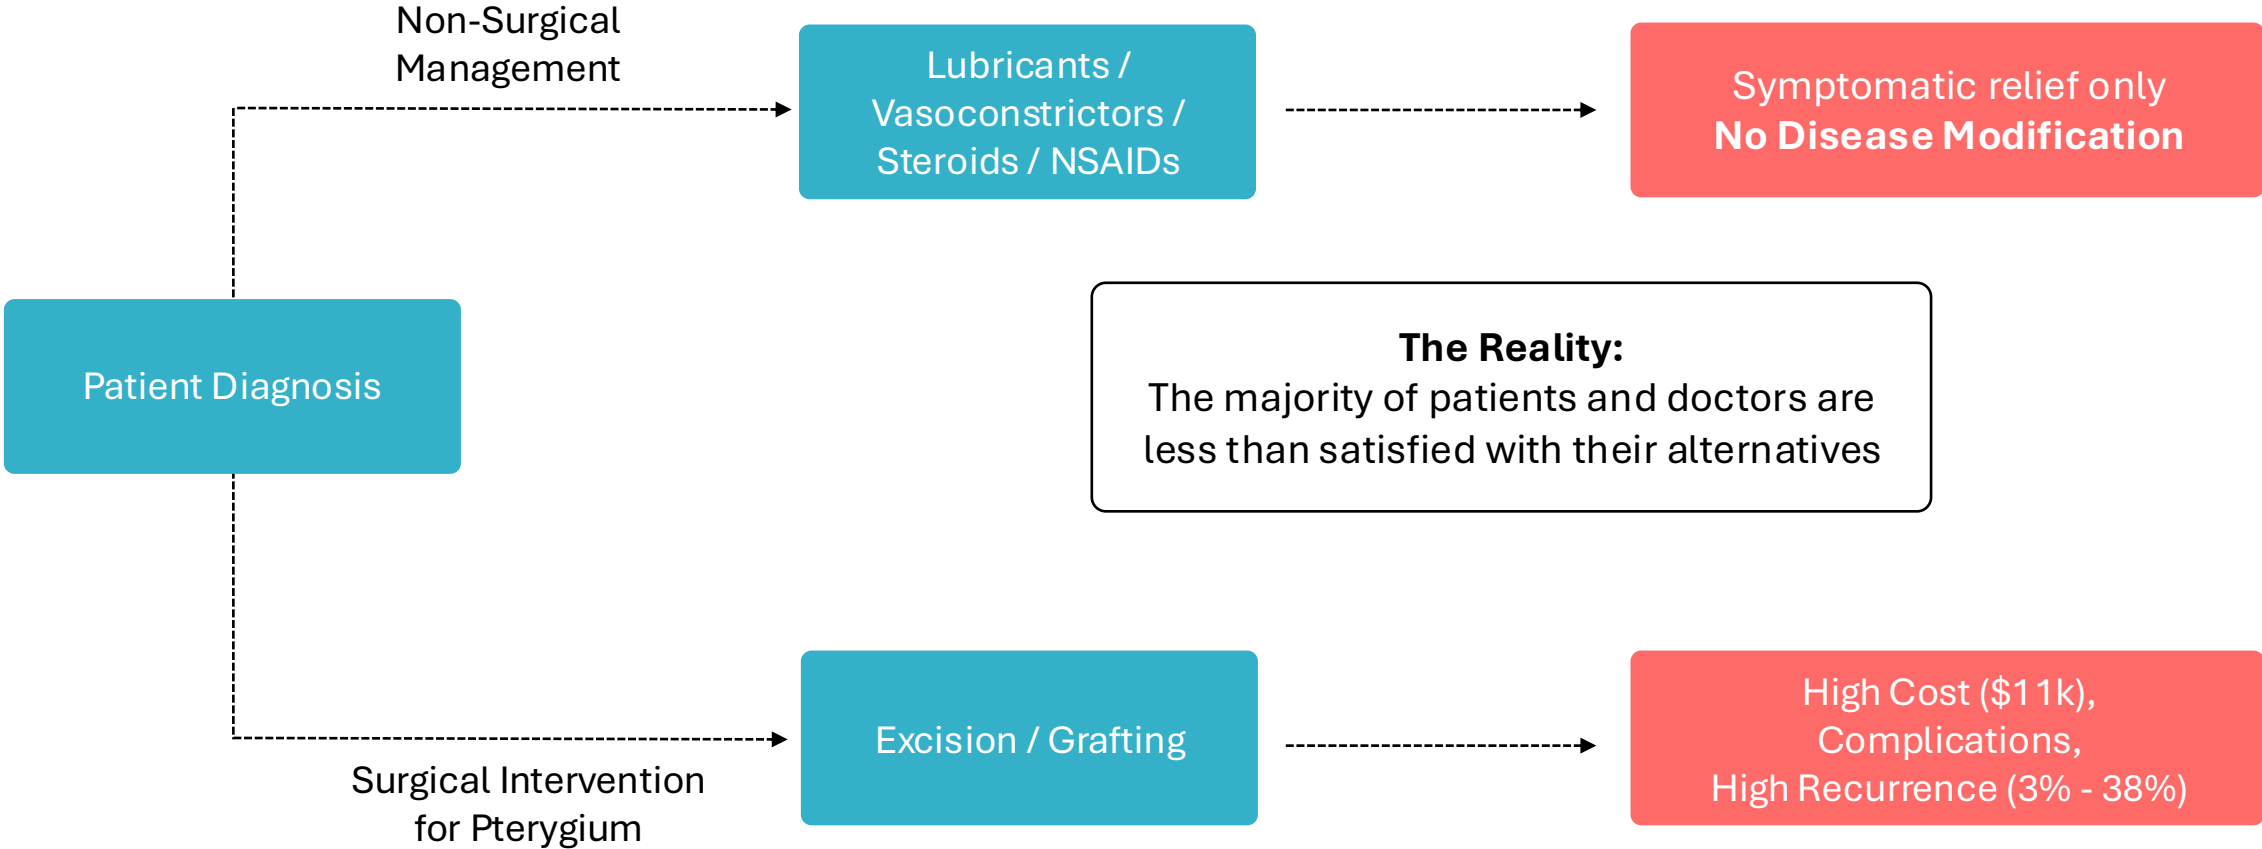 Non-Surgical
Management
Lubricants /
Vasoconstrictors /
Steroids / NSAIDs
Symptomatic relief only
No Disease Modification
Patient Diagnosis
The Reality:
The majority of patients and doctors are
less than satisfied with their alternatives
Surgical Intervention
for Pterygium
Excision / Grafting
High Cost ($11k),
Complications,
High Recurrence (3% - 38%)